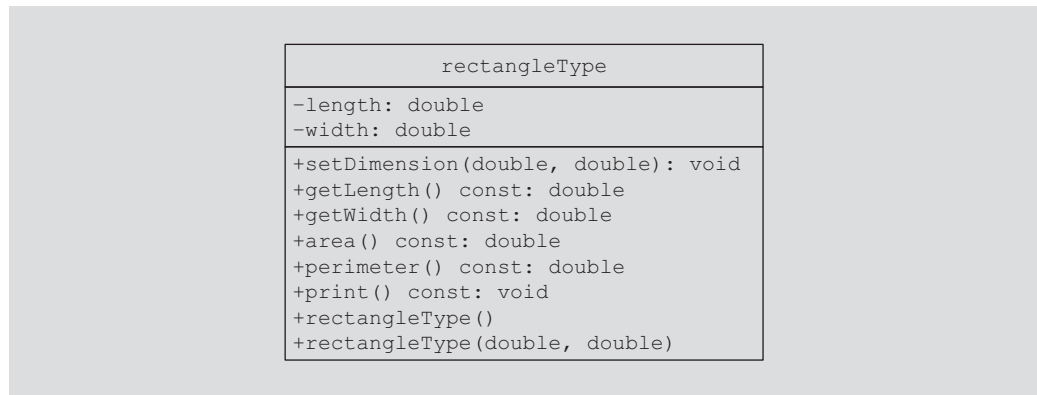 rectangleType
-length: double
-width: double
+setDimension(double, double): void
+getLength() const: double
+getWidth() const: double
+area() const: double
+perimeter() const: double
+print() const: void
+rectangleType()
+rectangleType(double, double)